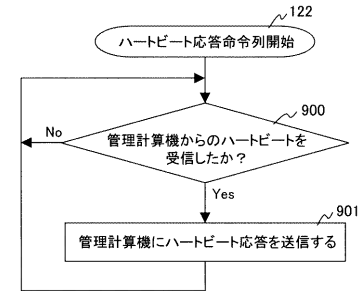 122
ハートビート応答命令列開始
900
No
管理計算機からのハートビートを
受信したか？
Yes
901
管理計算機にハートビート応答を送信する